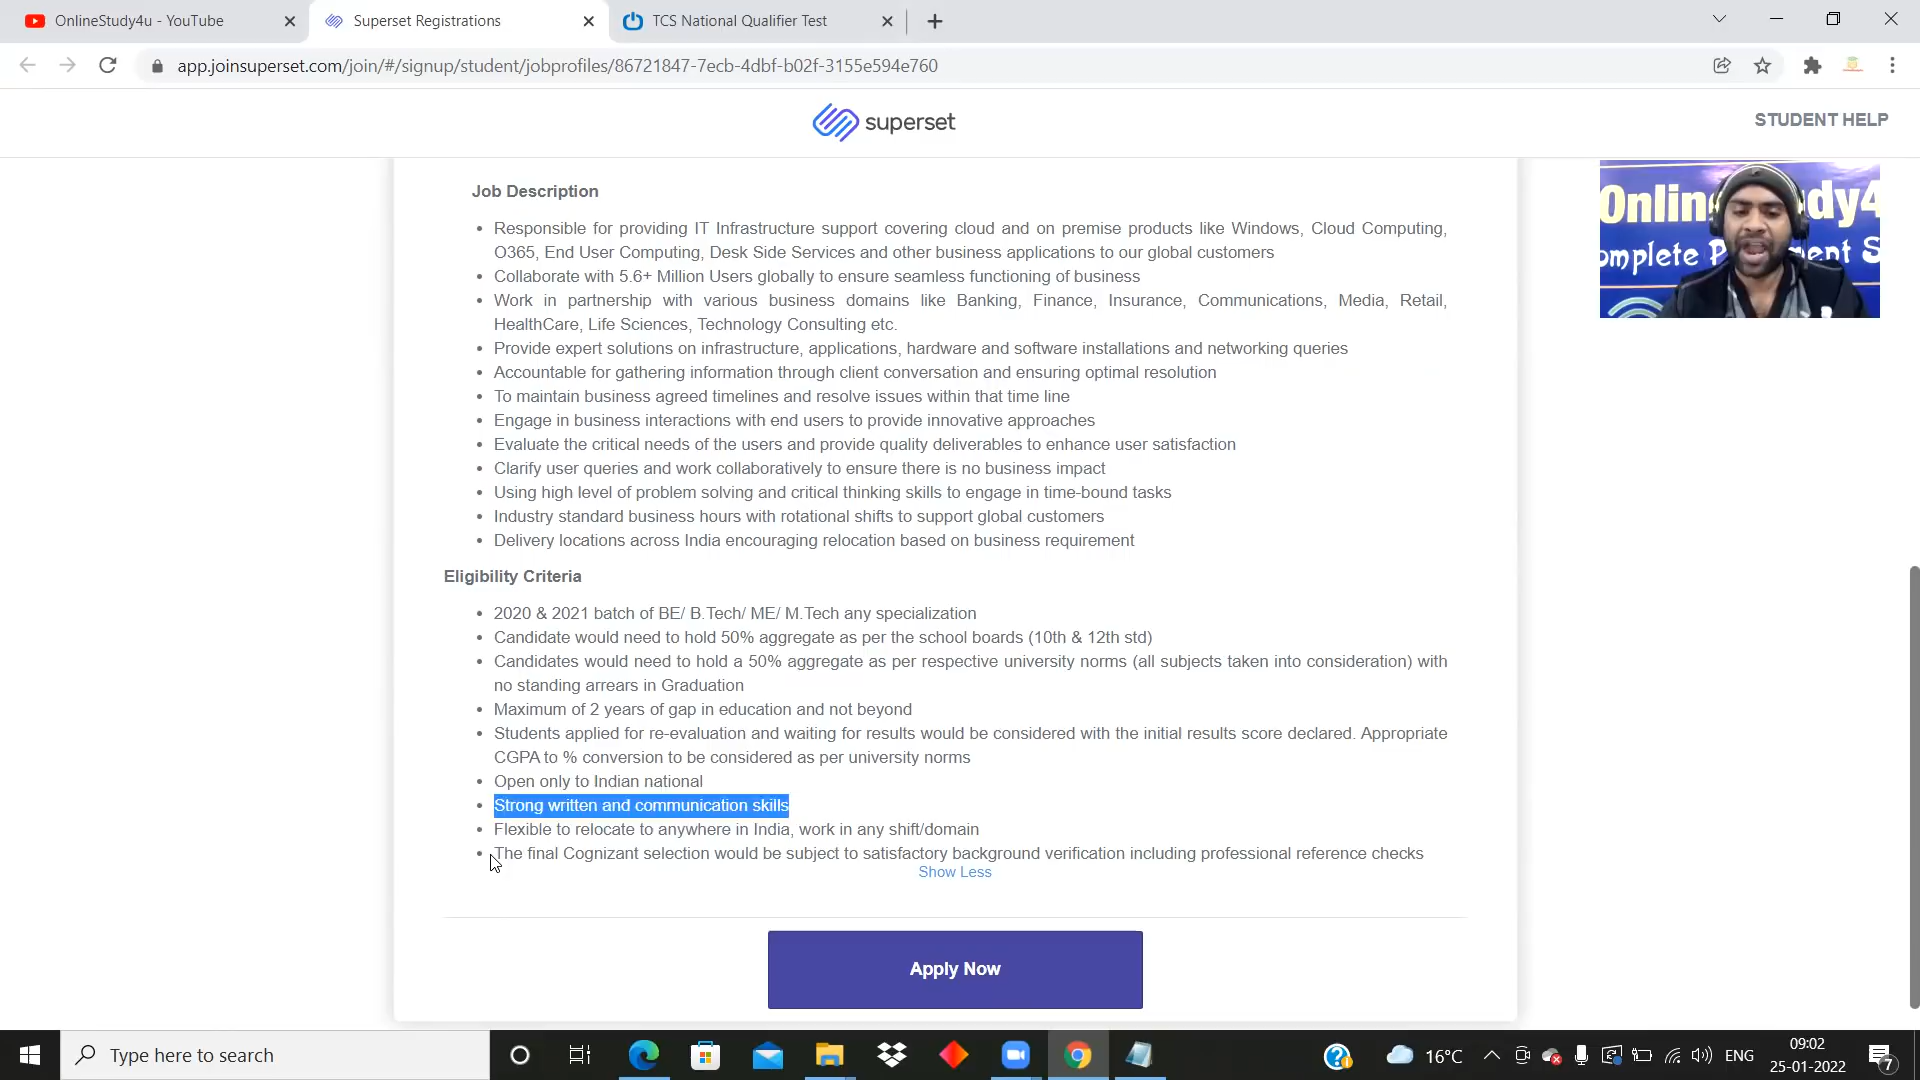 OnlineStudy4u - YouTube
Superset Registrations
TCS National Qualifier Test
app.joinsuperset.com/join/#/signup/student/jobprofiles/86721847-7ecb-4dbf-b02f-3155e594e760
superset
STUDENT HELP
Job Description
Responsible for providing IT Infrastructure support covering cloud and on premise products like Windows, Cloud Computing,
O365, End User Computing, Desk Side Services and other business applications to our global customers
Collaborate with 5.6+ Million Users globally to ensure seamless functioning of business
Work in partnership with various business domains like Banking, Finance, Insurance, Communications, Media, Retail,
HealthCare, Life Sciences, Technology Consulting etc.
Provide expert solutions on infrastructure, applications, hardware and software installations and networking queries
Accountable for gathering information through client conversation and ensuring optimal resolution
To maintain business agreed timelines and resolve issues within that time line
Engage in business interactions with end users to provide innovative approaches
Evaluate the critical needs of the users and provide quality deliverables to enhance user satisfaction
Clarify user queries and work collaboratively to ensure there is no business impact
Using high level of problem solving and critical thinking skills to engage in time-bound tasks
Industry standard business hours with rotational shifts to support global customers
Delivery locations across India encouraging relocation based on business requirement
Eligibility Criteria
2020 & 2021 batch of BE/ B.Tech/ ME/ M.Tech any specialization
Candidate would need to hold 50% aggregate as per the school boards (10th & 12th std)
Candidates would need to hold a 50% aggregate as per respective university norms (all subjects taken into consideration) with
no standing arrears in Graduation
Maximum of 2 years of gap in education and not beyond
Students applied for re-evaluation and waiting for results would be considered with the initial results score declared. Appropriate
CGPA to % conversion to be considered as per university norms
Open only to Indian national
Strong written and communication skills
Flexible to relocate to anywhere in India, work in any shift/domain
The final Cognizant selection would be subject to satisfactory background verification including professional reference checks
Show Less
Apply Now
Type here to search
16°C
ENG
09:02
25-01-2022
7